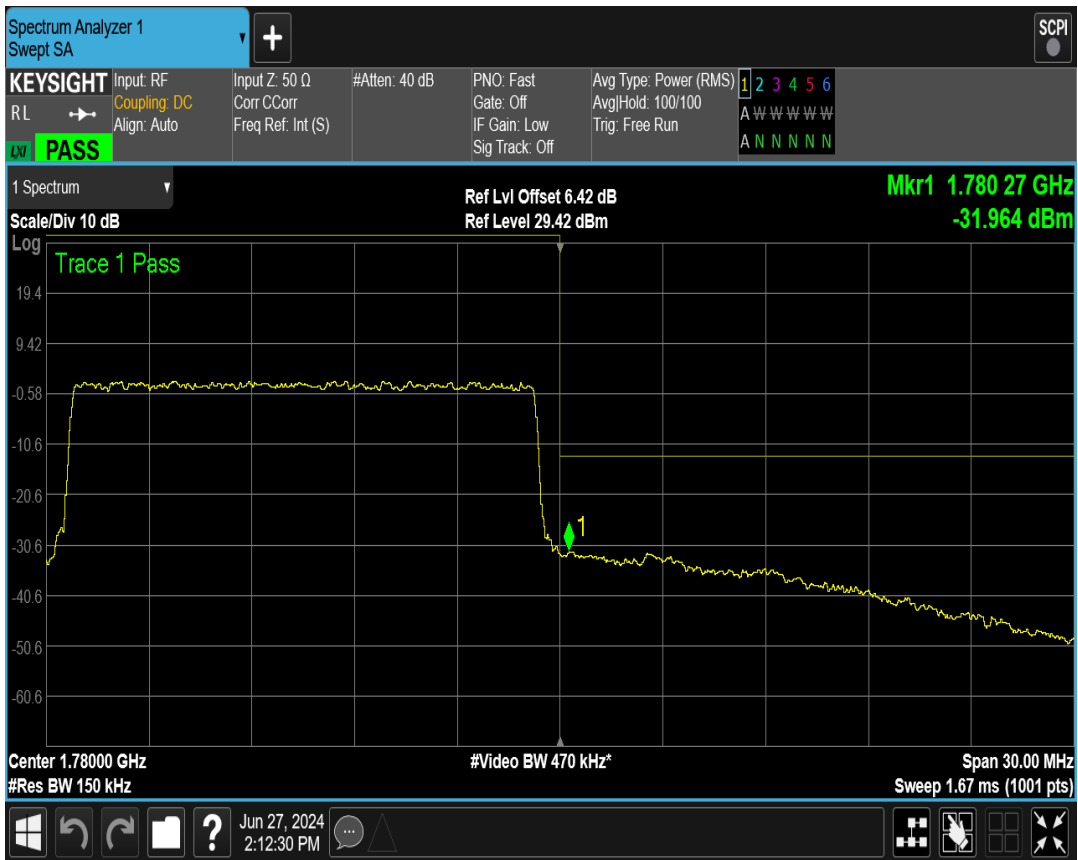 Spectrum Analyzer 1
Swept SA
SCPI
KEYSIGHT
RL
LXI PASS
Input: RF
Coupling: DC
Align: Auto
Input Z: 50 Ω
Corr CCorr
Freq Ref: Int (S)
#Atten: 40 dB
PNO: Fast
Gate: Off
IF Gain: Low
Sig Track: Off
Avg Type: Power (RMS)
Avg|Hold: 100/100
Trig: Free Run
1 2 3 4 5 6
A W W W W W
A N N N N N
1 Spectrum
Scale/Div 10 dB
Ref Lvl Offset 6.42 dB
Ref Level 29.42 dBm
Mkr1 1.780 27 GHz
-31.964 dBm
Log
Trace 1 Pass
19.4
9.42
-0.58
-10.6
-20.6
-30.6
-40.6
-50.6
-60.6
1
Center 1.78000 GHz
#Res BW 150 kHz
#Video BW 470 kHz*
Span 30.00 MHz
Sweep 1.67 ms (1001 pts)
?
Jun 27, 2024
2:12:30 PM